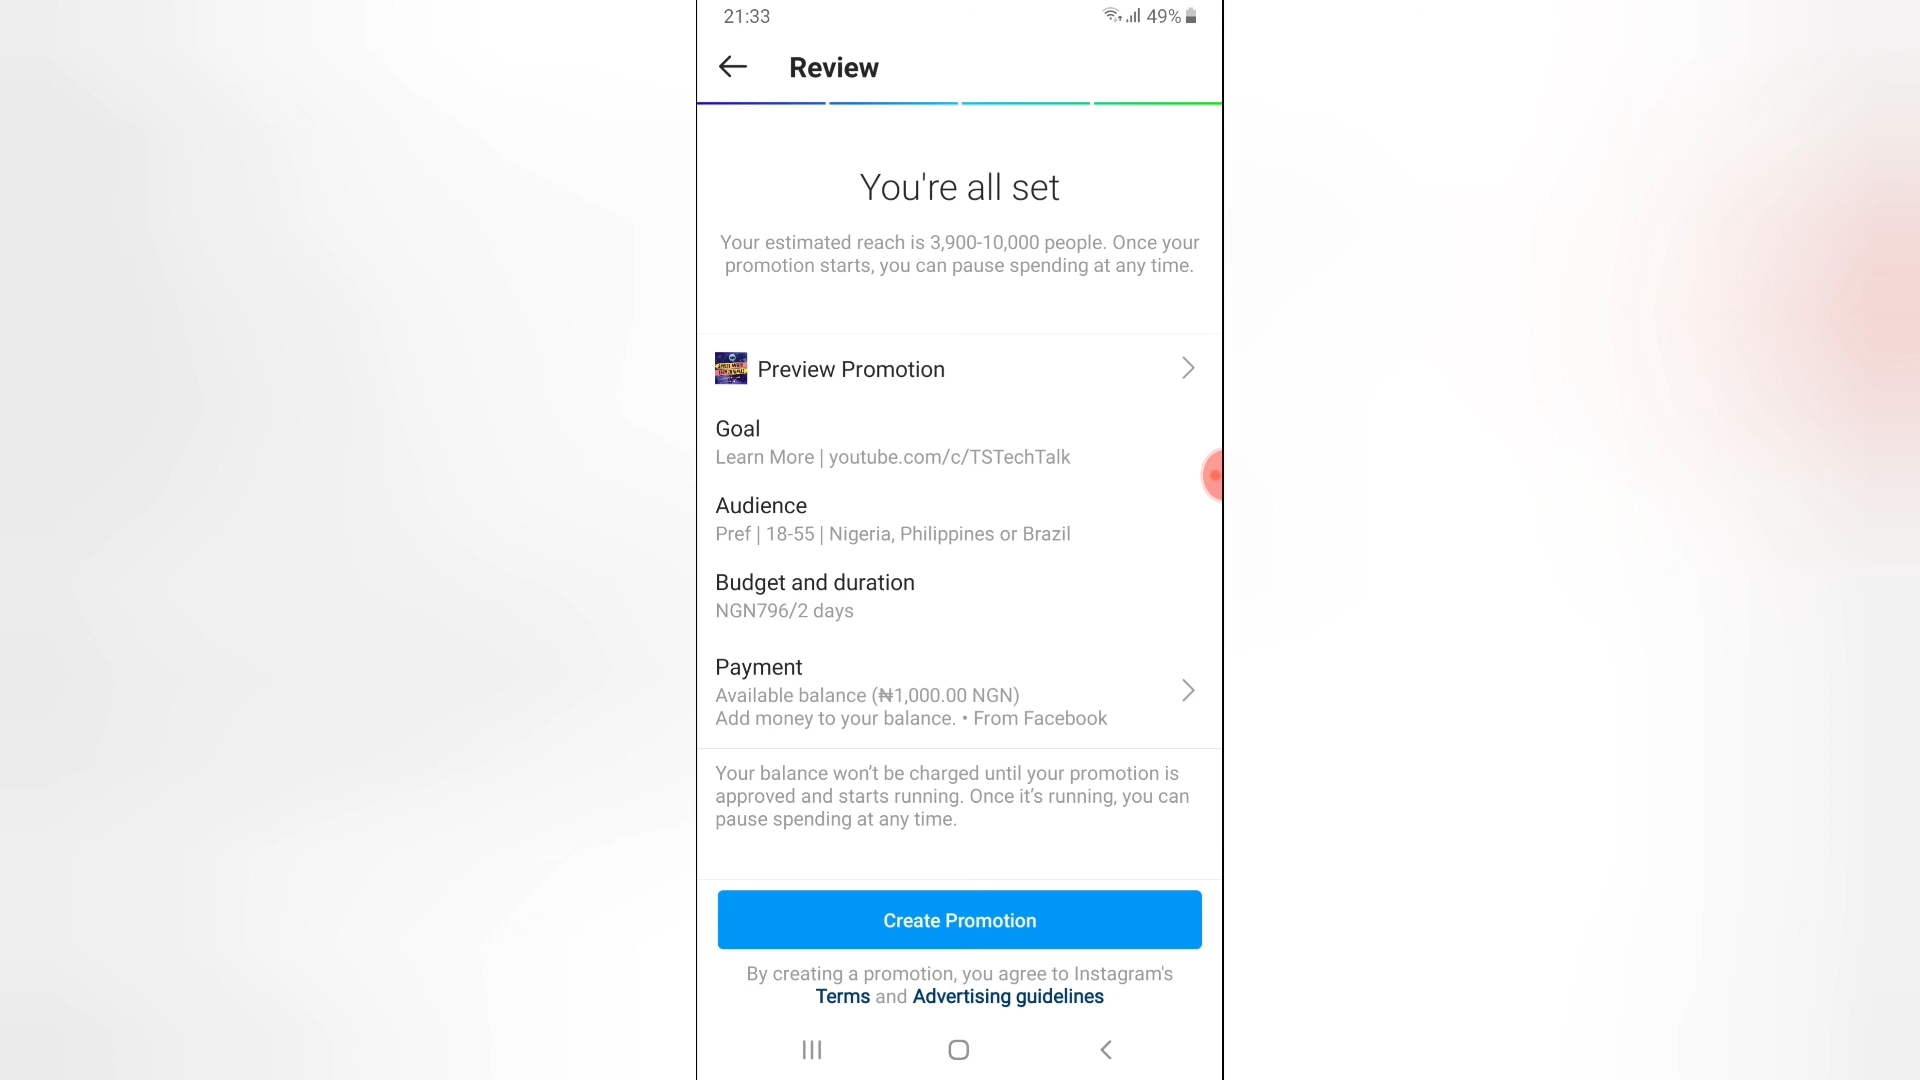 21:33
49%
Review
You're all set
Your estimated reach is 3,900-10,000 people. Once your
promotion starts, you can pause spending at any time.
Preview Promotion
Goal
Learn More | youtube.com/c/TSTechTalk
Audience
Pref | 18-55 | Nigeria, Philippines or Brazil
Budget and duration
NGN796/2 days
Payment
Available balance (₦1,000.00 NGN)
Add money to your balance. • From Facebook
Your balance won’t be charged until your promotion is
approved and starts running. Once it’s running, you can
pause spending at any time.
Create Promotion
By creating a promotion, you agree to Instagram's
Terms and Advertising guidelines